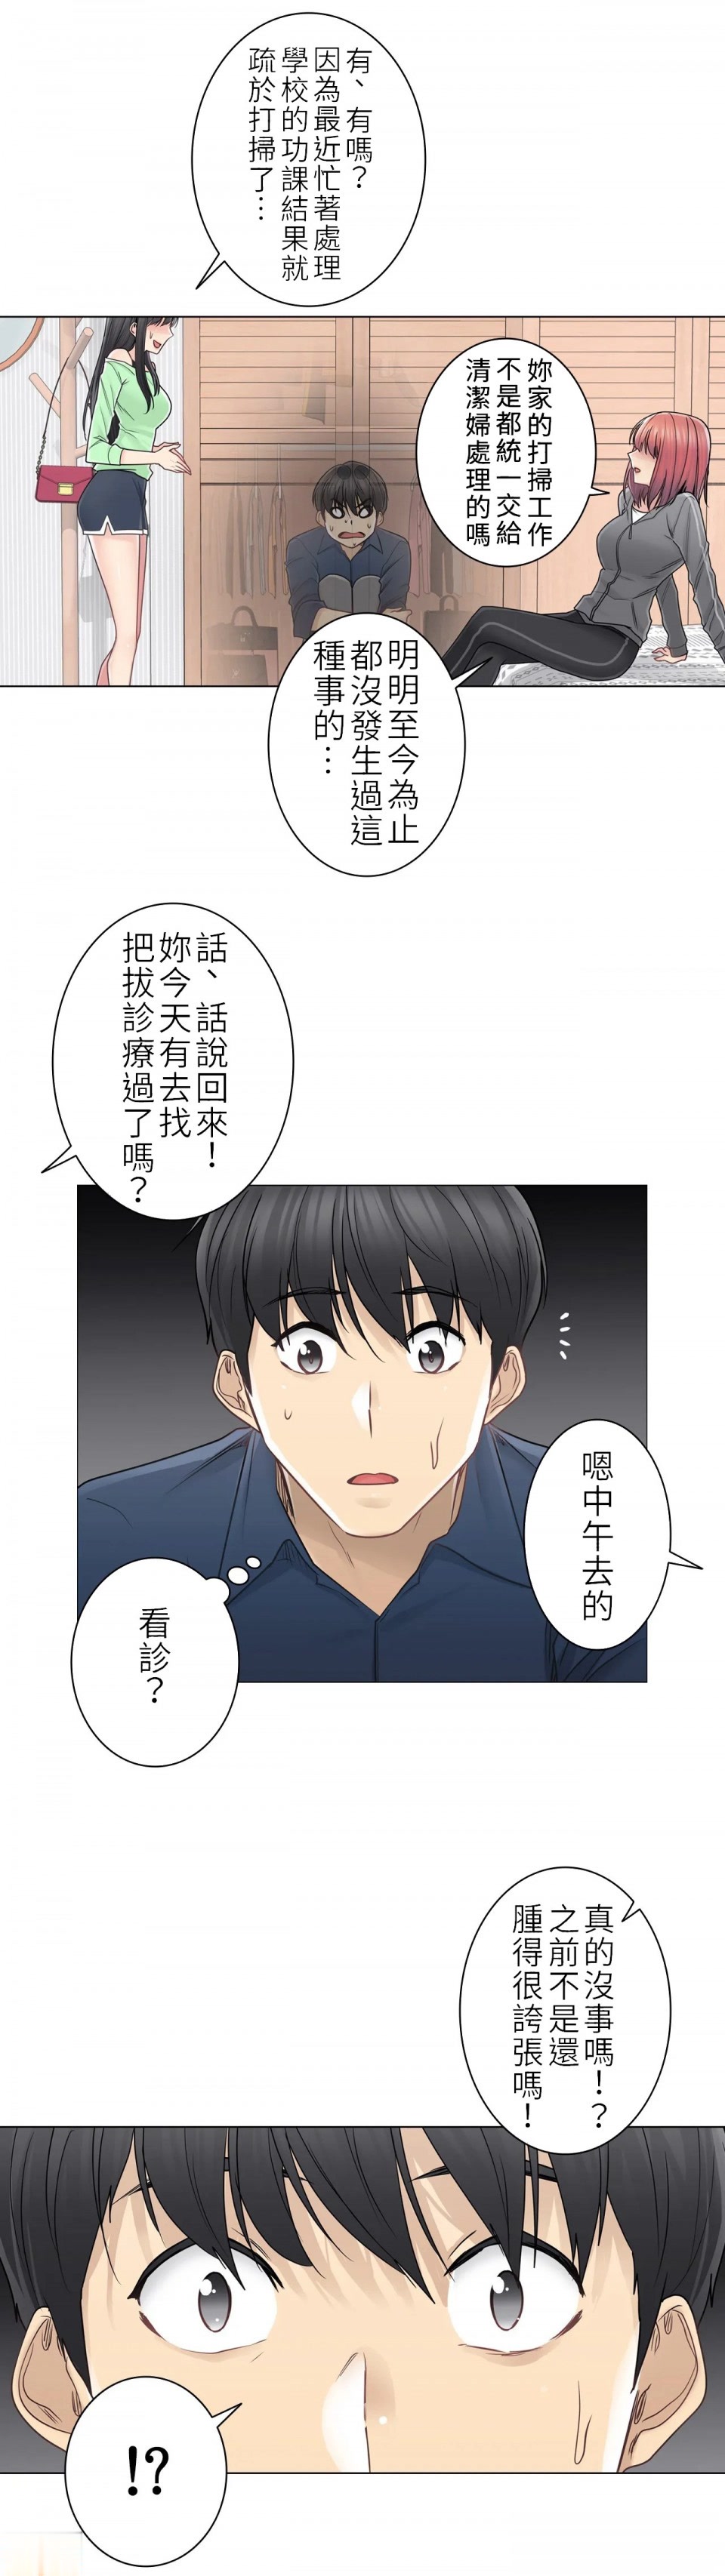 有、有嗎？
因為最近忙著處理
學校的功課結果就
疏於打掃了…
妳家的打掃工作
不是都統一交給
清潔婦處理的嗎
明明至今為止
都沒發生過這
種事的…
話、話說回來！
妳今天有去找
把拔診療過了嗎？
嗯中午去的
看診？
真的沒事嗎！？
之前不是還
腫得很誇張嗎！
!?